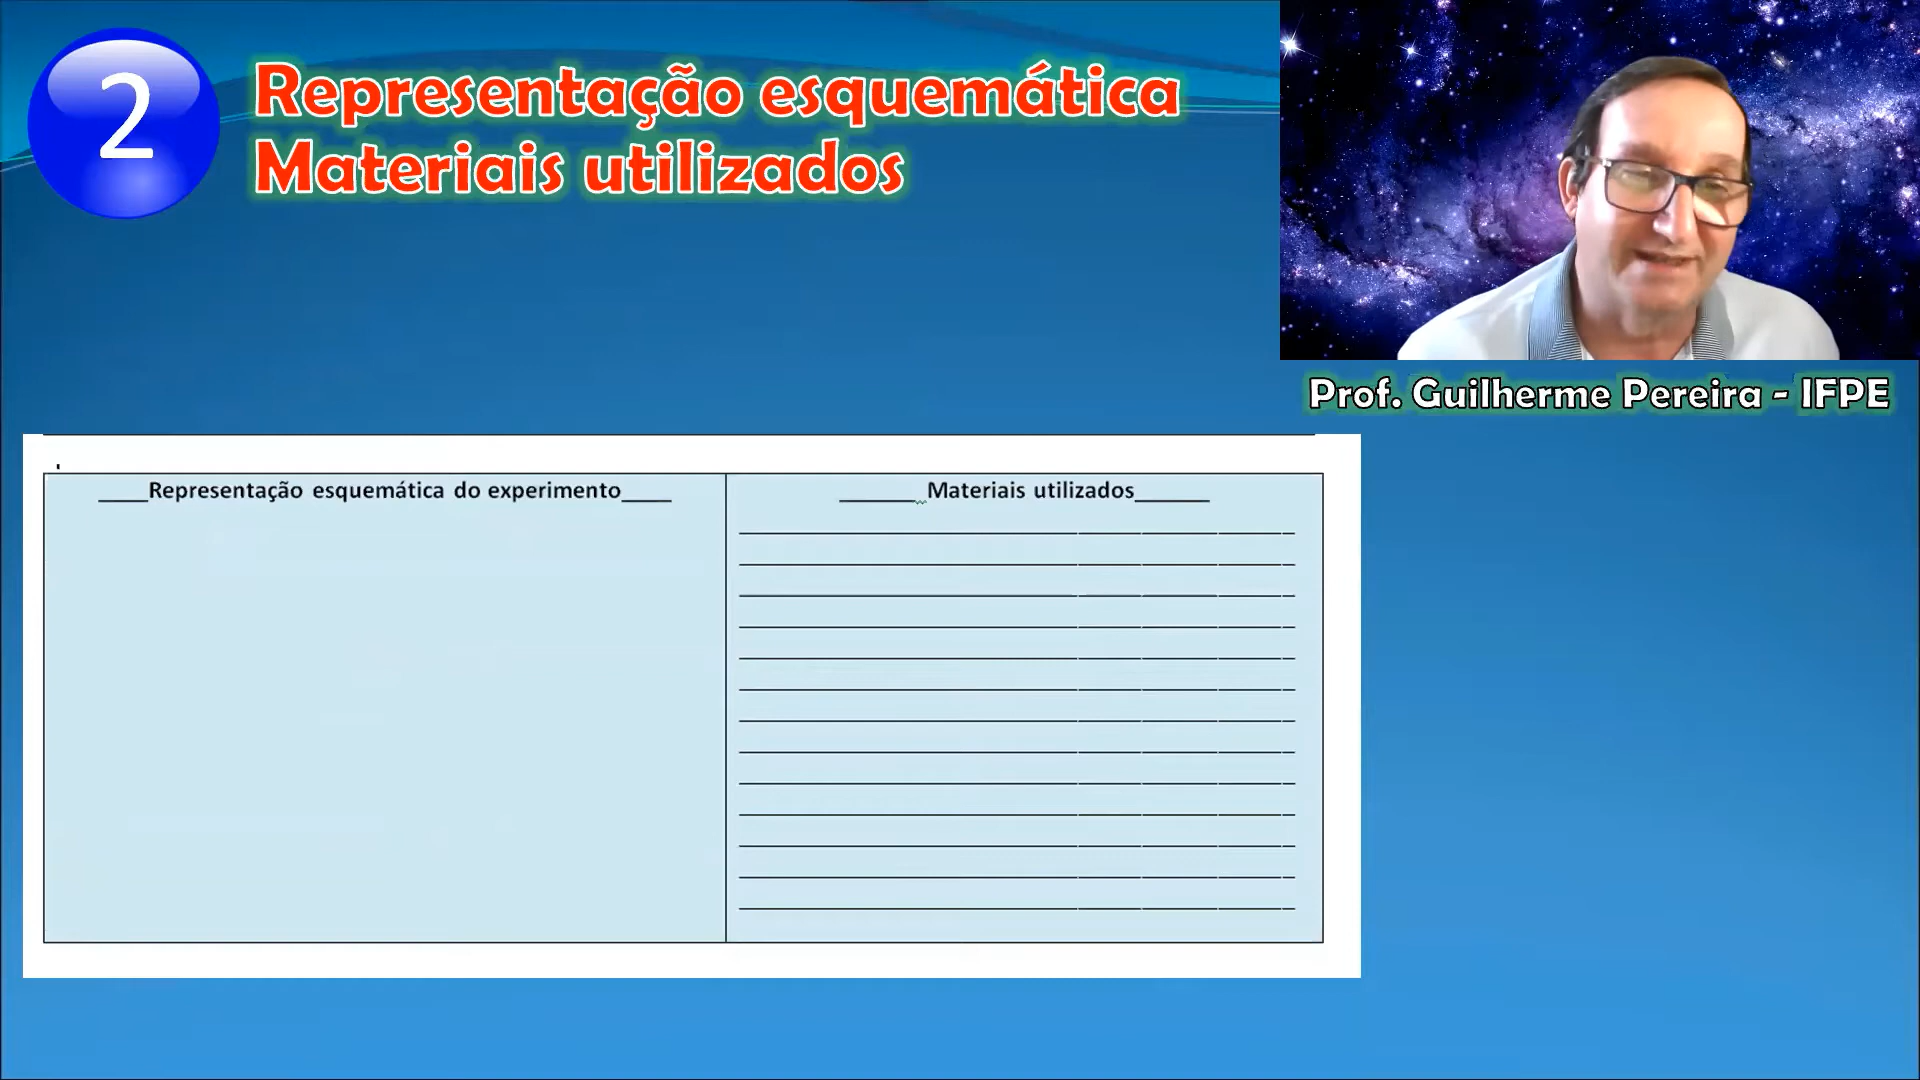 2
Representação esquemática
Materiais utilizados
Prof. Guilherme Pereira - IFPE
____Representação esquemática do experimento____
______Materiais utilizados______